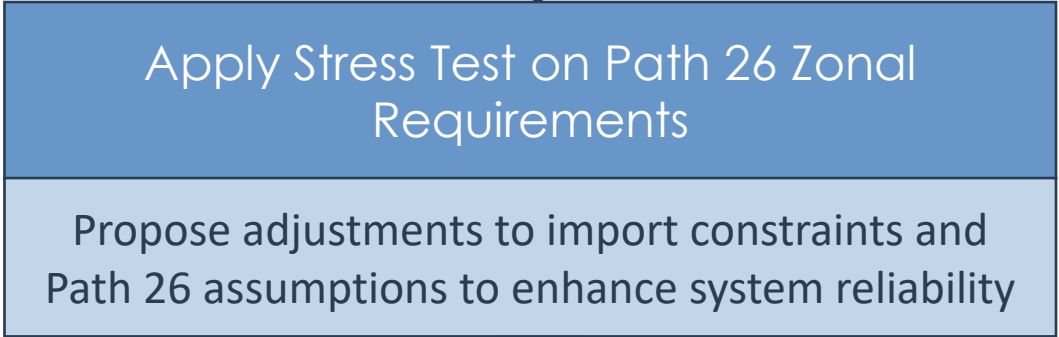 Apply Stress Test on Path 26 Zonal
Requirements
Propose adjustments to import constraints and
Path 26 assumptions to enhance system reliability